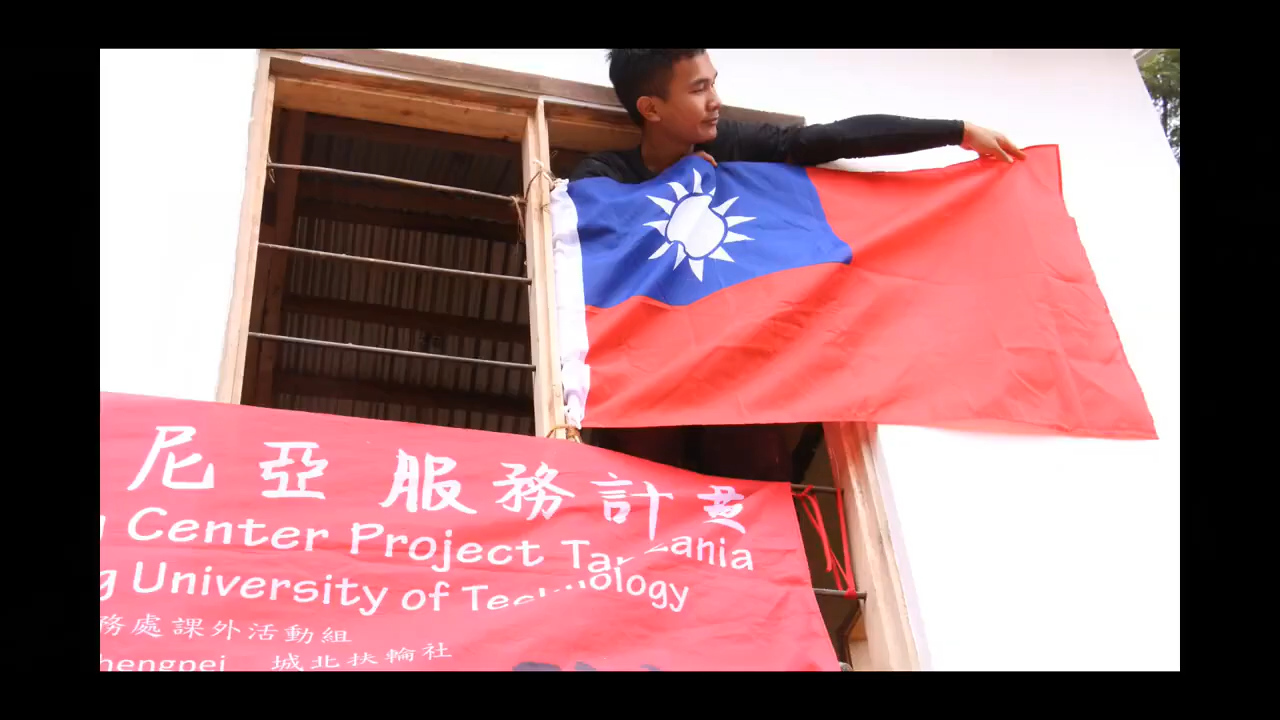 尼亞服務計畫
Center Project Tanzania
g University of Technology
務處課外活動組
hengpei 城北扶輪社